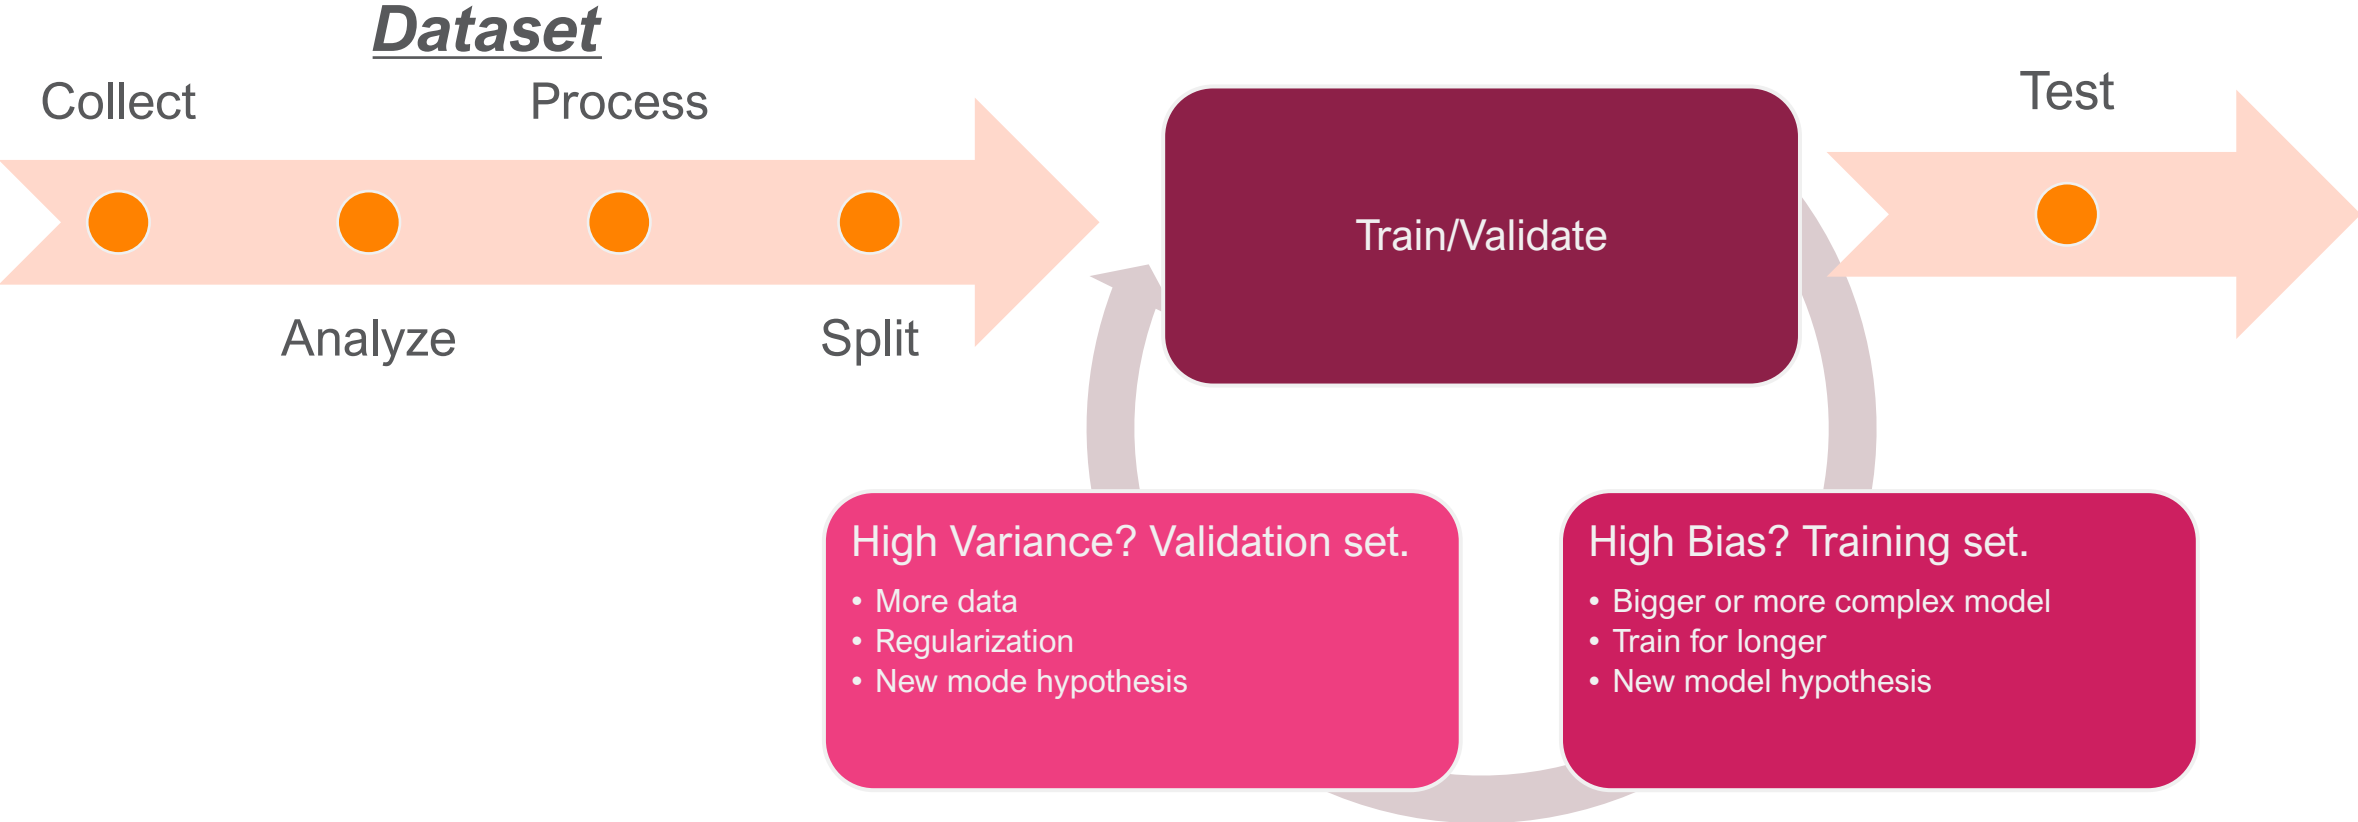 Dataset
Collect
Process
Analyze
Split
Train/Validate
Test
High Variance? Validation set.
• More data
• Regularization
• New mode hypothesis
High Bias? Training set.
• Bigger or more complex model
• Train for longer
• New model hypothesis